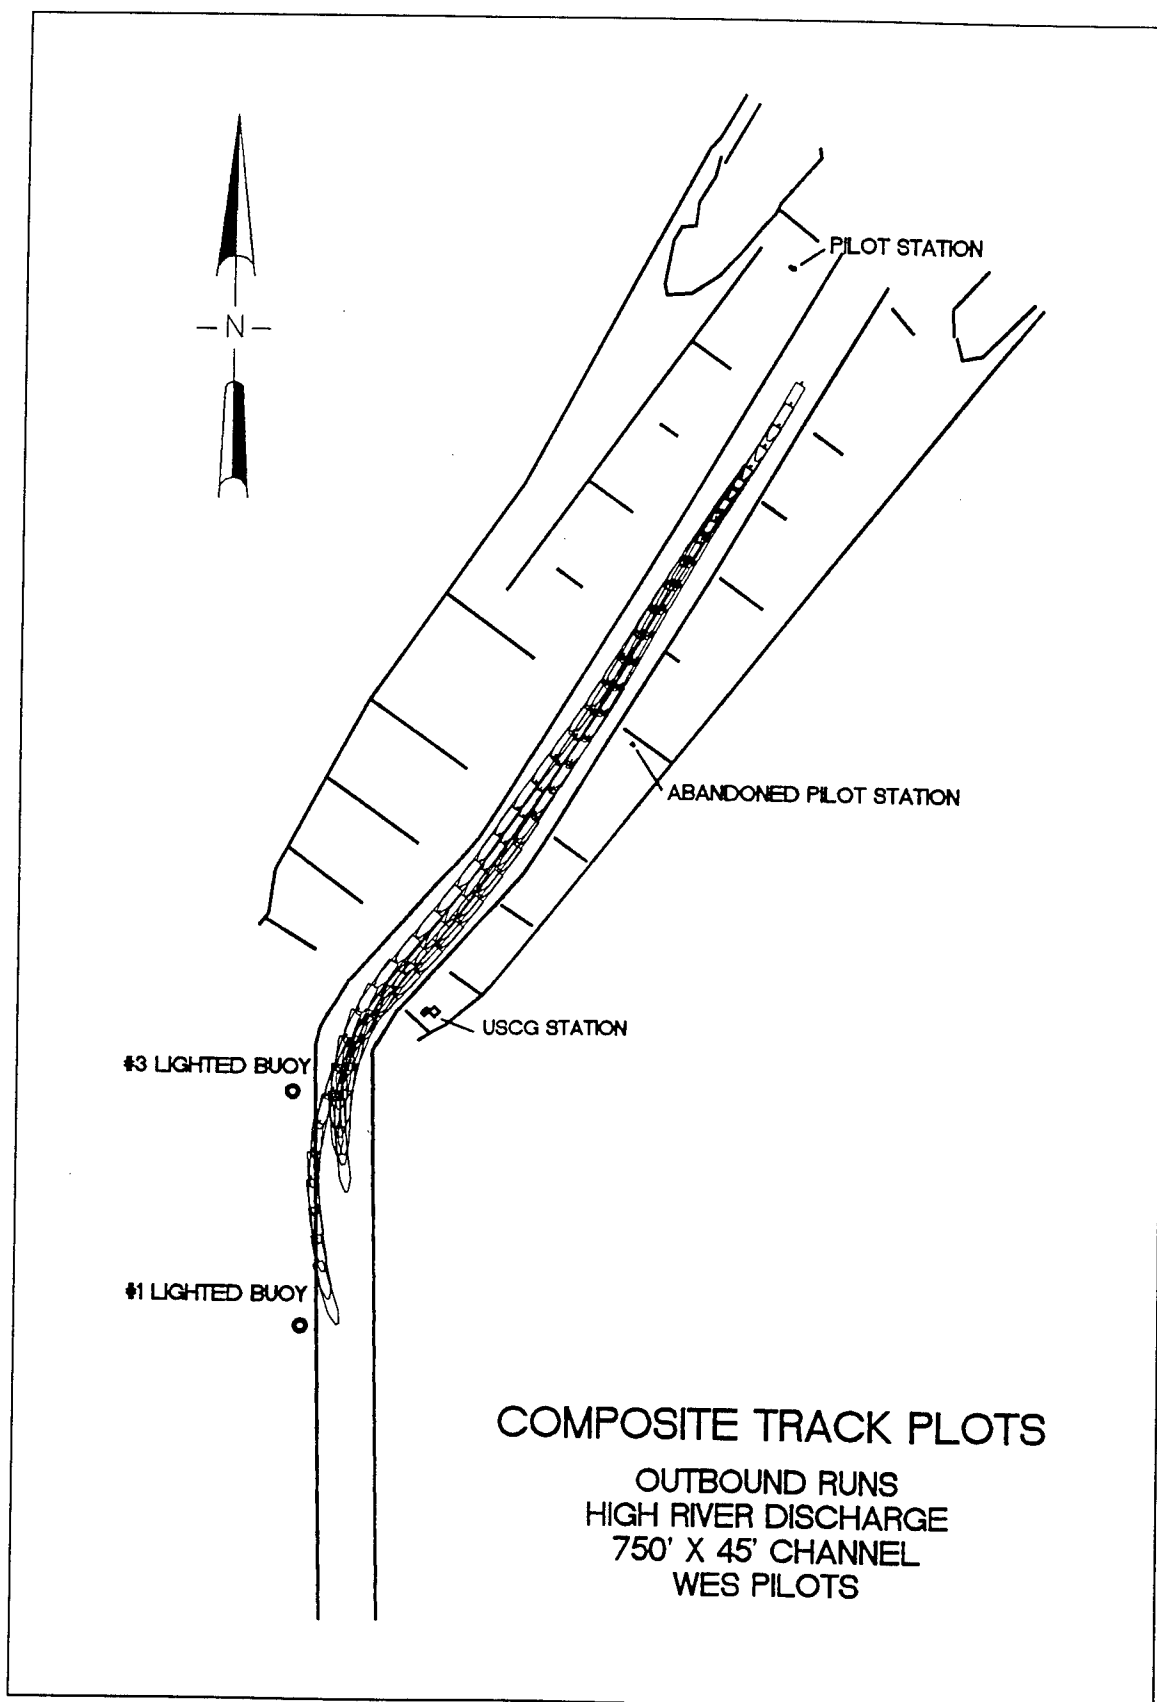 PILOT STATION
- N -
ABANDONED PILOT STATION
USCG STATION
#3 LIGHTED BUOY
#1 LIGHTED BUOY
COMPOSITE TRACK PLOTS
OUTBOUND RUNS
HIGH RIVER DISCHARGE
750' X 45' CHANNEL
WES PILOTS